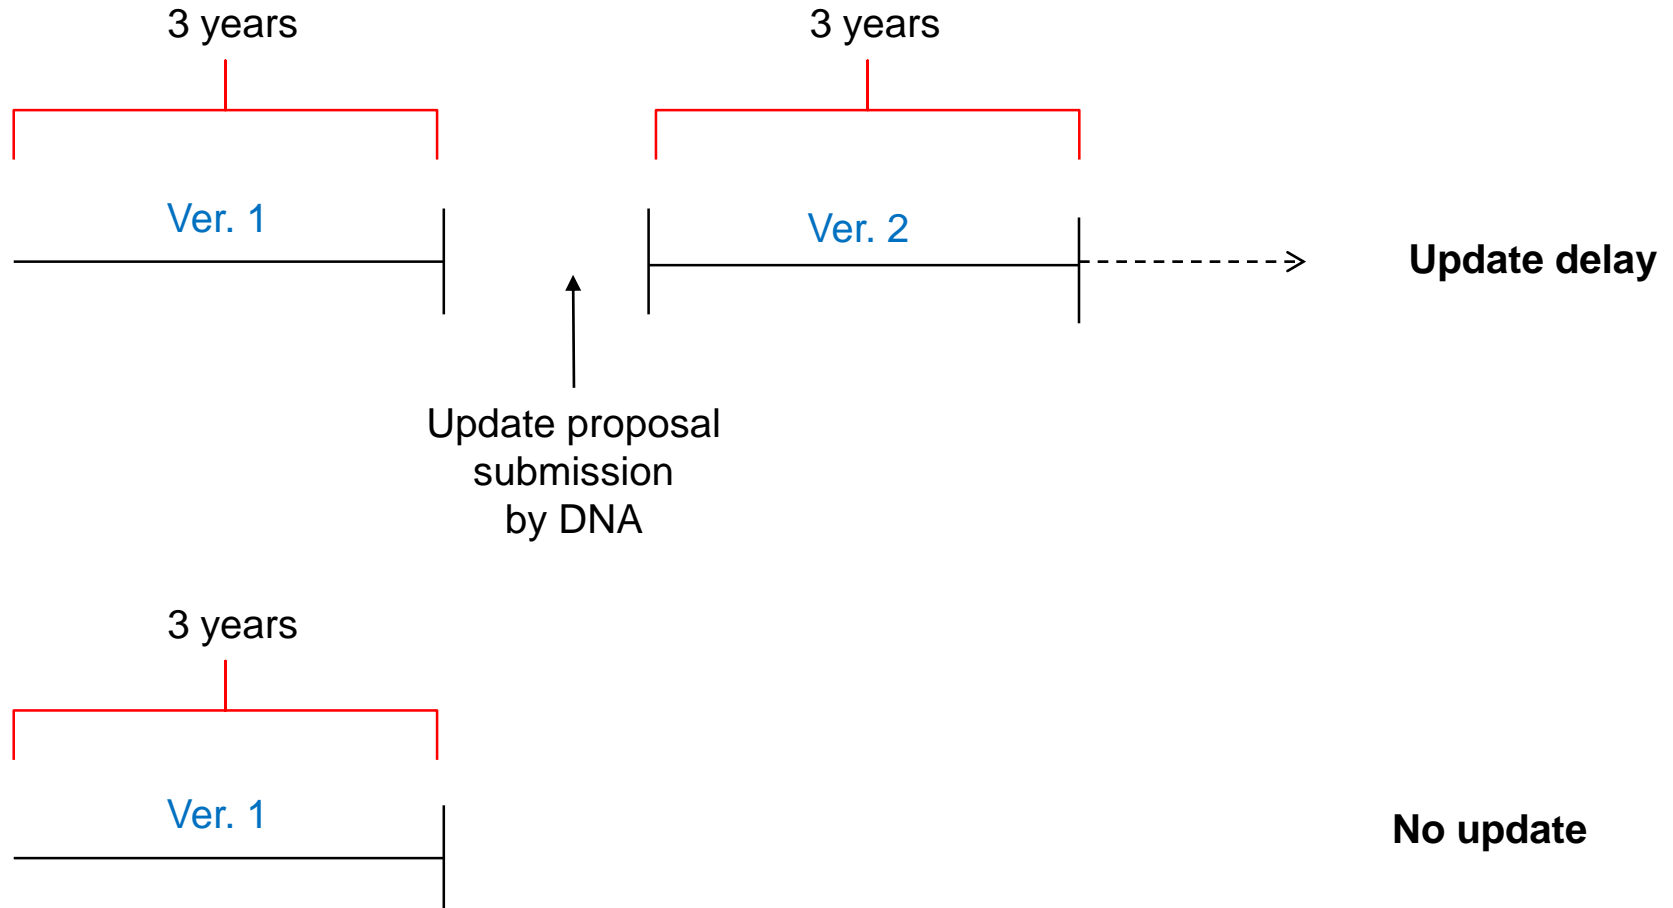 3 years
3 years
Ver. 1
Ver. 2
Update delay
Update proposal
submission
by DNA
3 years
Ver. 1
No update